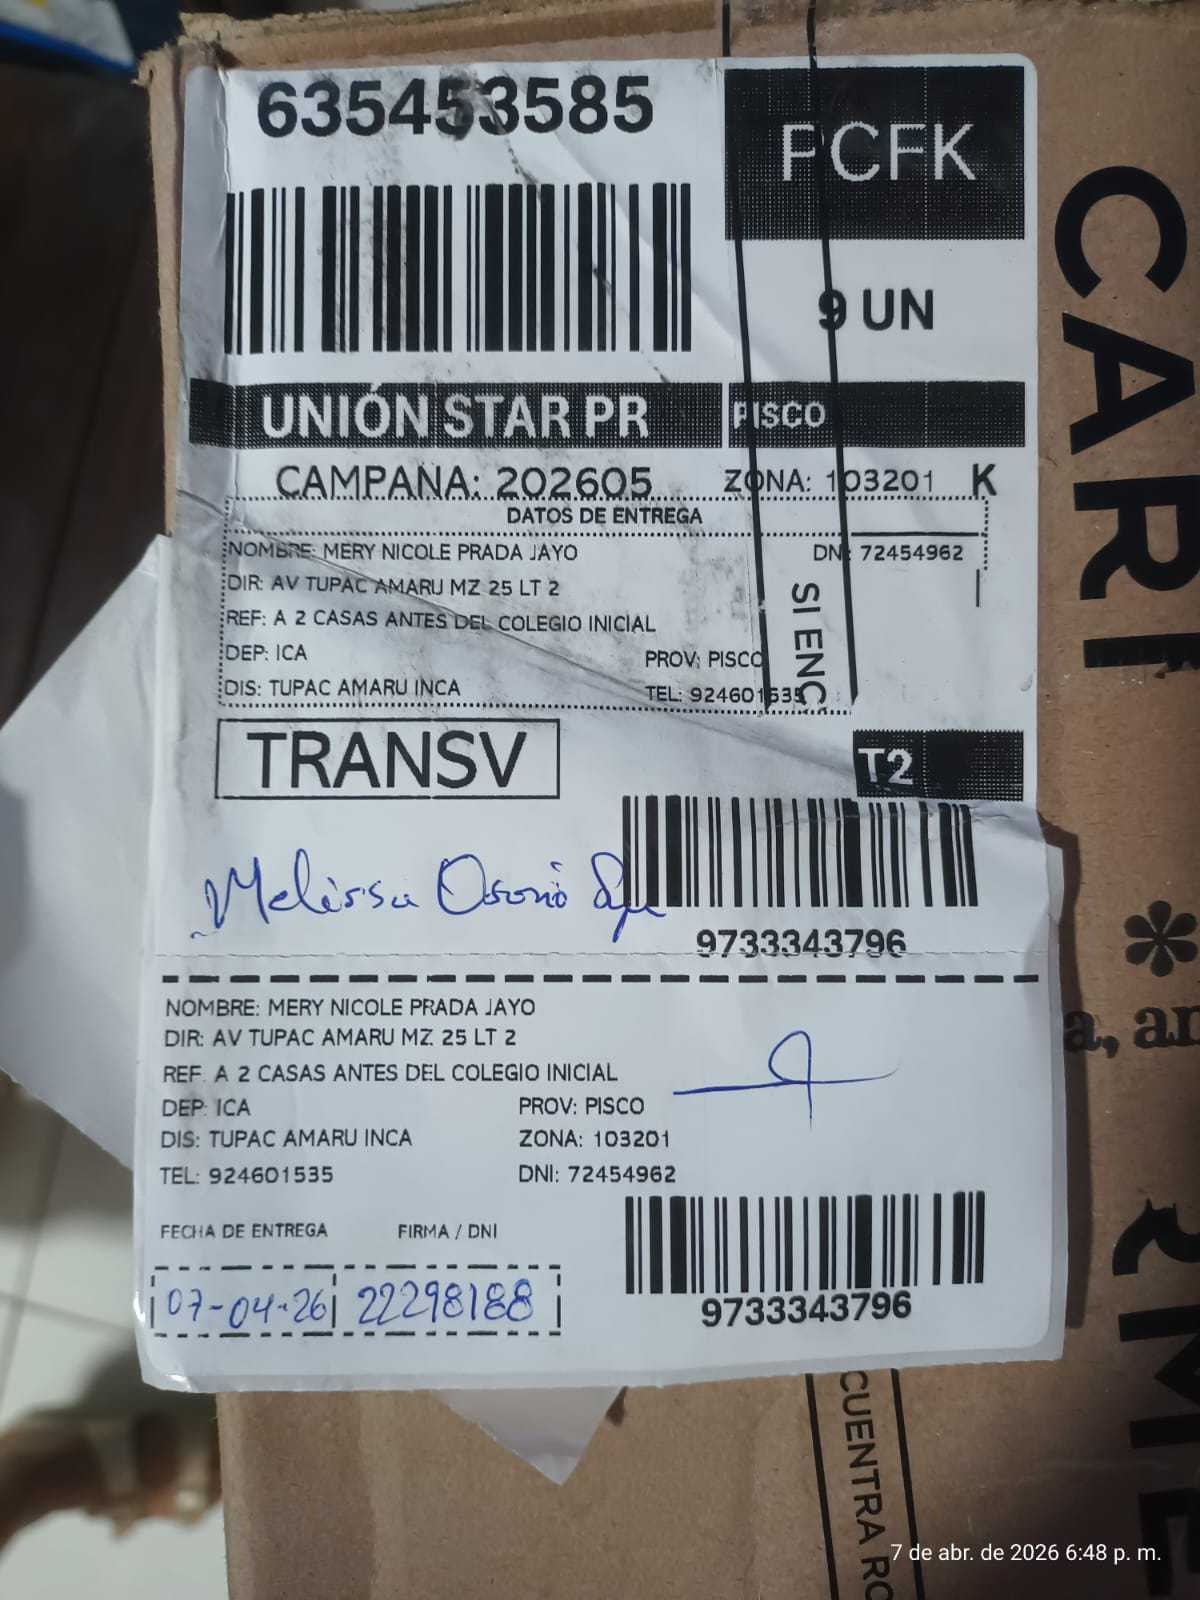 635453585
PCFK
9 UN
UNIÓN STAR PR
PISCO
CAMPAÑA: 202605
ZONA: 103201 K
DATOS DE ENTREGA
NOMBRE: MERY NICOLE PRADA JAYO DNI: 72454962
DIR: AV TUPAC AMARU MZ 25 LT 2
REF: A 2 CASAS ANTES DEL COLEGIO INICIAL
DEP: ICA PROV: PISCO
DIS: TUPAC AMARU INCA TEL: 924601535
SI ENC
TRANSV
T2
Melissa Osorio
9733343796
NOMBRE: MERY NICOLE PRADA JAYO
DIR: AV TUPAC AMARU MZ 25 LT 2
REF. A 2 CASAS ANTES DEL COLEGIO INICIAL
DEP: ICA PROV: PISCO
DIS: TUPAC AMARU INCA ZONA: 103201
TEL: 924601535 DNI: 72454962
FECHA DE ENTREGA FIRMA / DNI
07-04-26 22298188
9733343796
CARI
a, an
CUENTRA RO
7 de abr. de 2026 6:48 p. m.